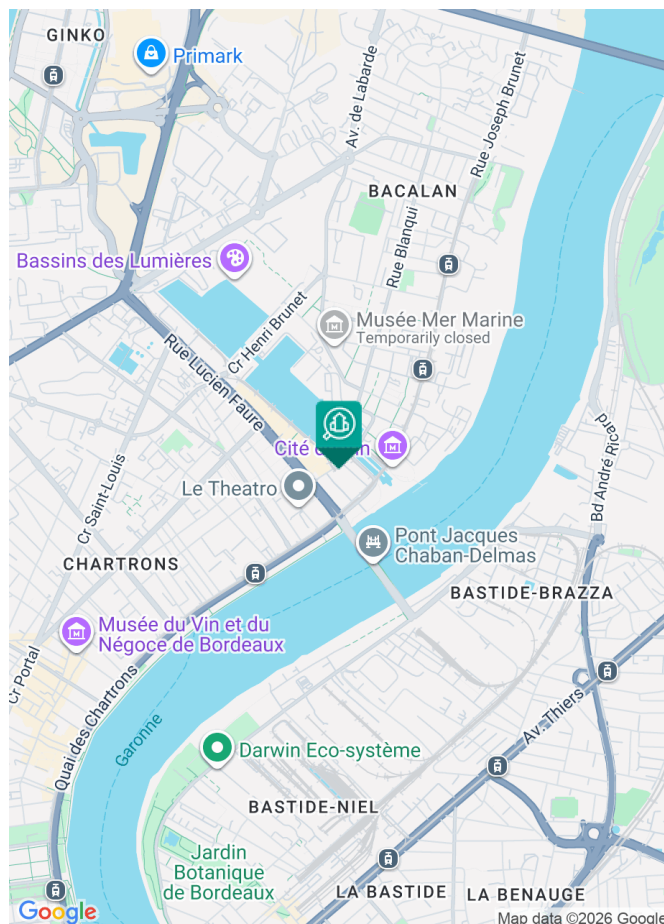 GINKO
Primark
Av. de Labarde
Rue Joseph Brunet
BACALAN
Rue Blanqui
Bassins des Lumières
Cr Henri Brunet
Musée Mer Marine
Temporarily closed
Rue Lucien Faure
Cité d
in
Le Theatro
Cr Saint-Louis
Bd André Ricard
Pont Jacques
Chaban-Delmas
CHARTRONS
BASTIDE-BRAZZA
Musée du Vin et du
Négoce de Bordeaux
Cr Portal
Quai des Chartrons
Garonne
Av. Thiers
Darwin Eco-système
BASTIDE-NIEL
Jardin
Botanique
de Bordeaux
LA BASTIDE
LA BENAUGE
Google
Map data ©2026 Google